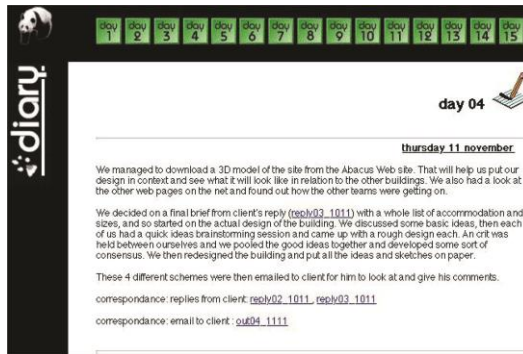 day 1 day 2 day 3 day 4 day 5 day 6 day 7 day 8 day 9 day 10 day 11 day 12 day 13 day 14 day 15
diary
day 04
thursday 11 november
We managed to download a 3D model of the site from the Abacus Web site. That will help us put our
design in context and see what it will look like in relation to the other buildings. We also had a look at
the other web pages on the net and found out how the other teams were getting on.
We decided on a final brief from client's reply (reply03_1011) with a whole list of accommodation and
sizes, and so started on the actual design of the building. We discussed some basic ideas, then each
of us had a quick ideas brainstorming session and came up with a rough design each. An crit was
held between ourselves and we pooled the good ideas together and developed some sort of
consensus. We then redesigned the building and put all the ideas and sketches on paper.
These 4 different schemes were then emailed to client for him to look at and give his comments.
correspondance: replies from client: reply02_1011 , reply03_1011
correspondance: email to client : out04_1111